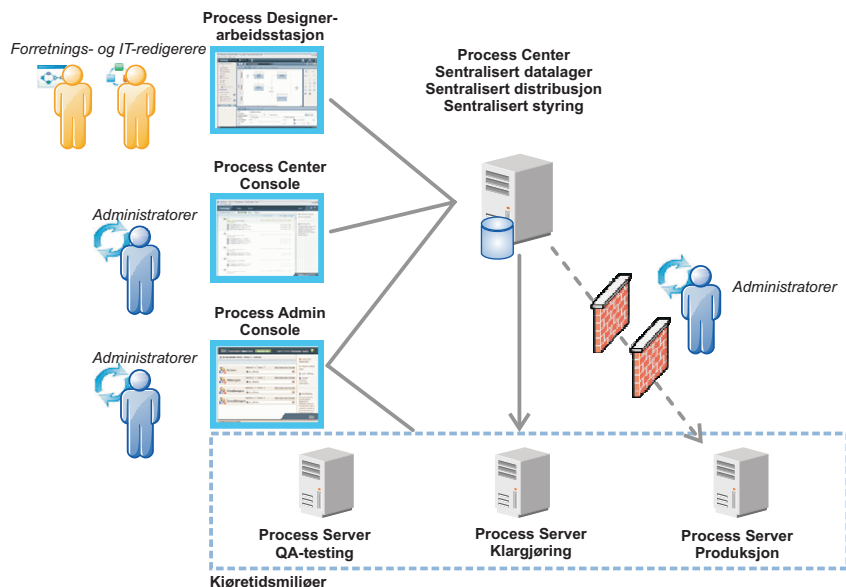 Process Designer-
arbeidsstasjon
Forretnings- og IT-redigerere
Process Center
Sentralisert datalager
Sentralisert distribusjon
Sentralisert styring
Process Center
Console
Administratorer
Administratorer
Process Admin
Console
Administratorer
Process Server
QA-testing
Process Server
Klargjøring
Process Server
Produksjon
Kjøretidsmiljøer